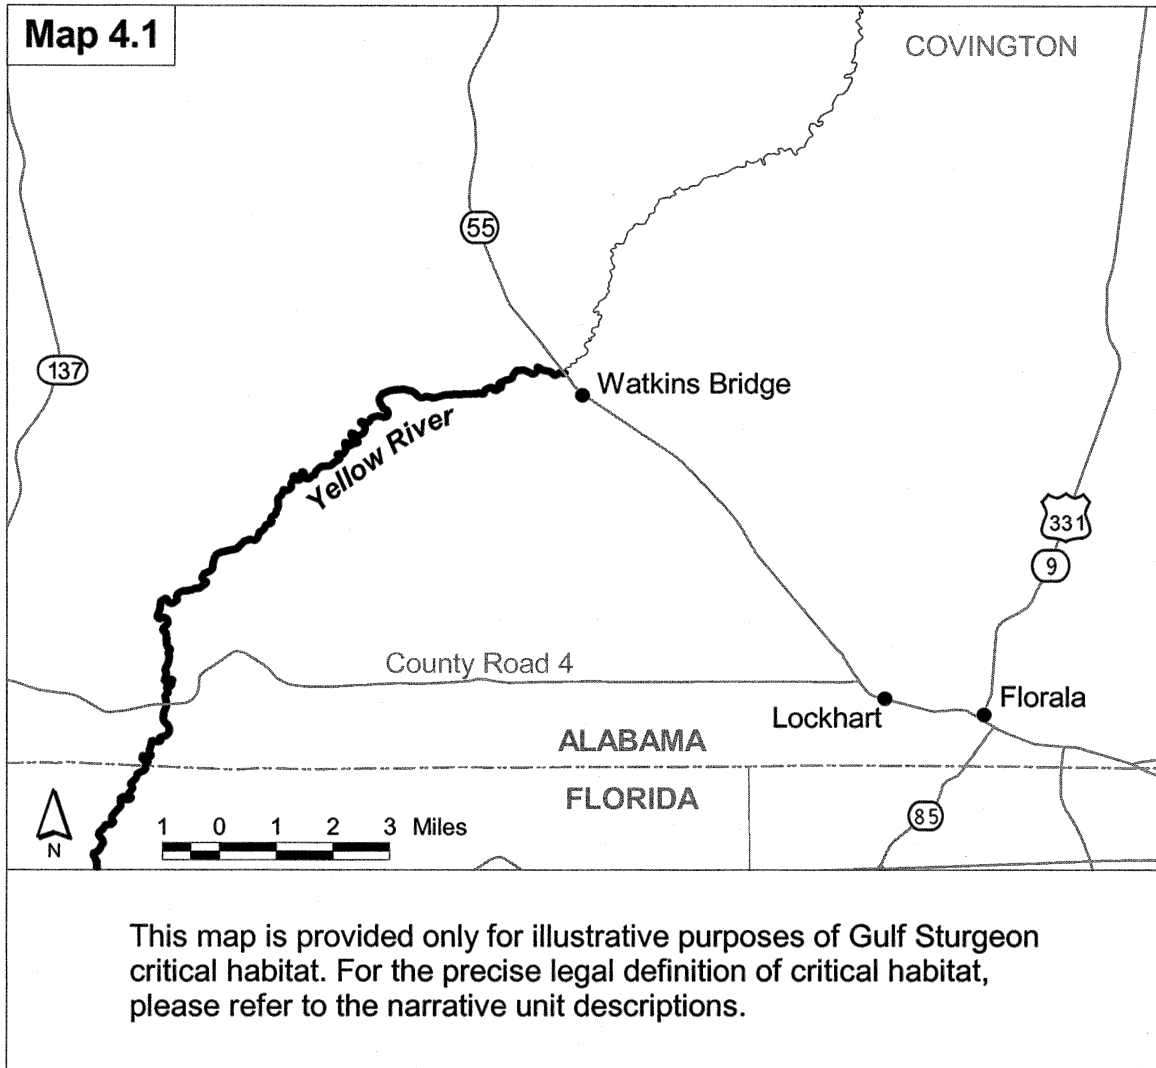 Map 4.1
COVINGTON
55
137
Watkins Bridge
Yellow River
331
9
County Road 4
Florala
Lockhart
ALABAMA
FLORIDA
85
N
1 0 1 2 3 Miles
This map is provided only for illustrative purposes of Gulf Sturgeon
critical habitat. For the precise legal definition of critical habitat,
please refer to the narrative unit descriptions.